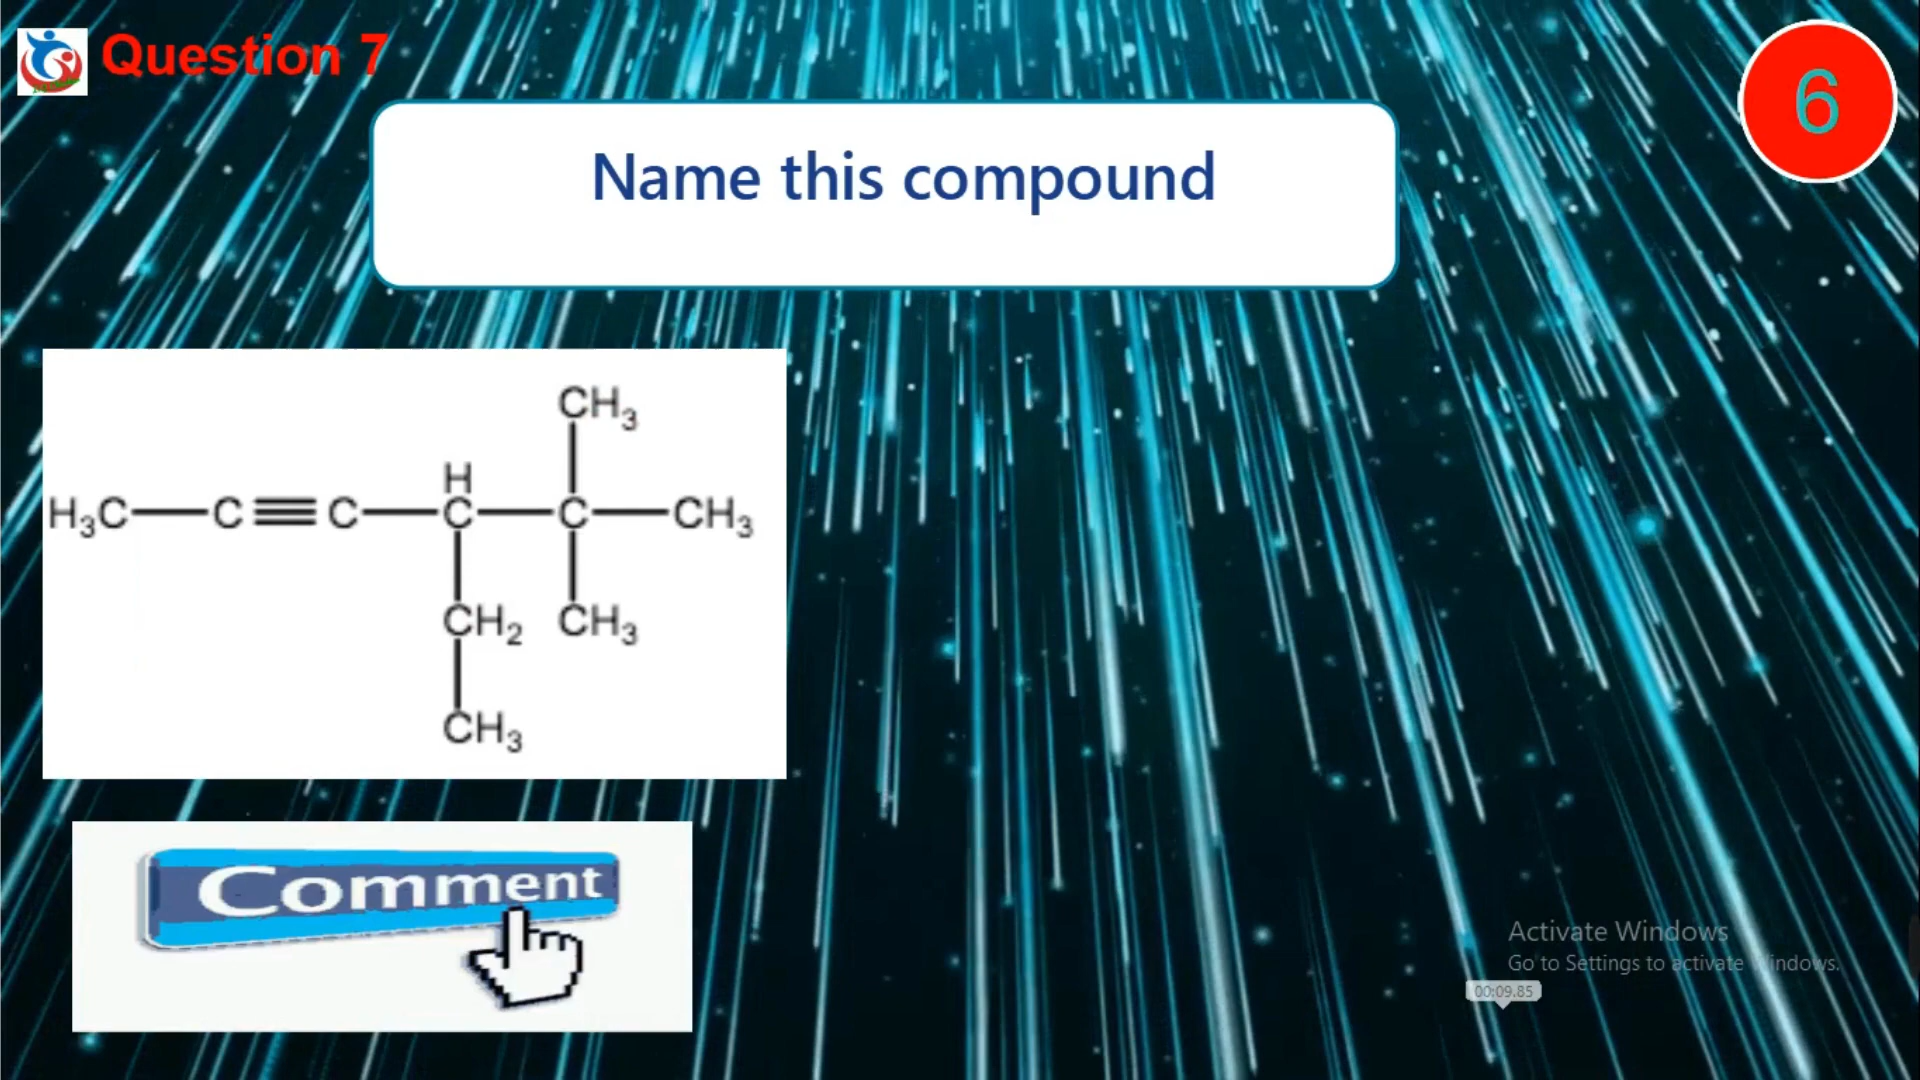 Question 7
6
Name this compound
CH₃
H
H₃C—C≡C—C—C—CH₃
CH₂ CH₃
CH₃
Comment
Activate Windows
Go to Settings to activate Windows.
00:09.85